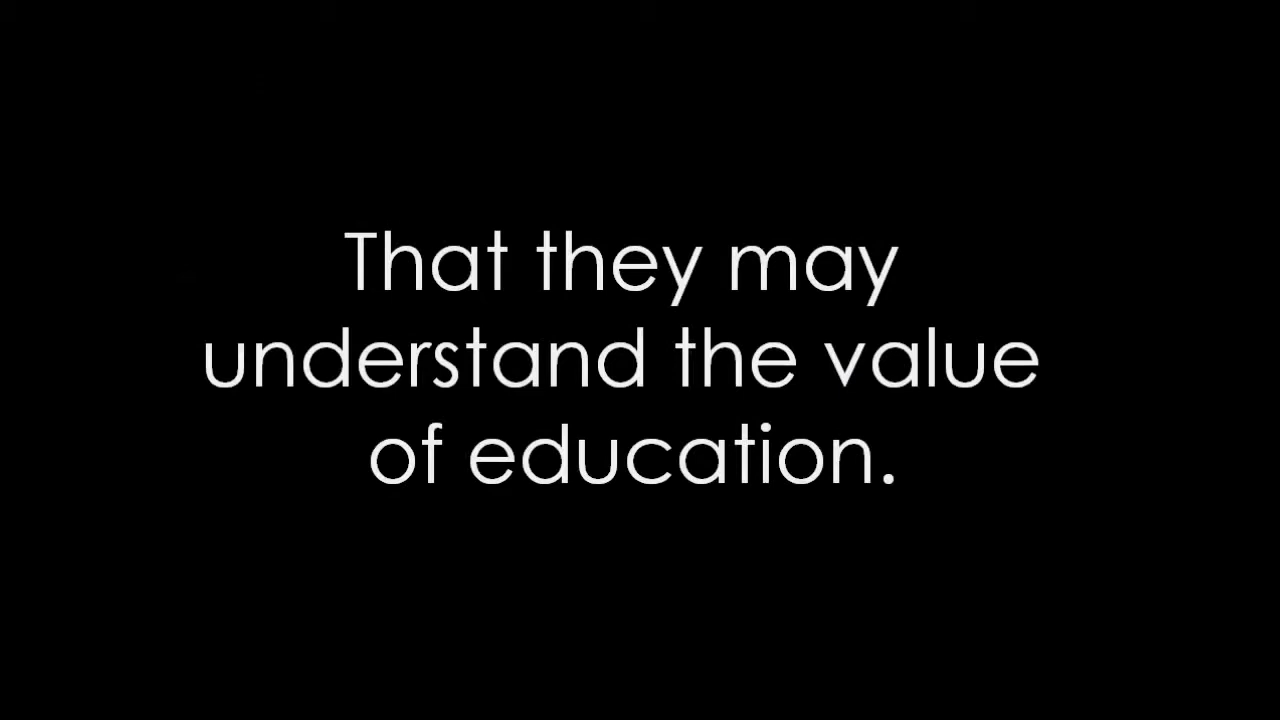 That they may
understand the value
of education.